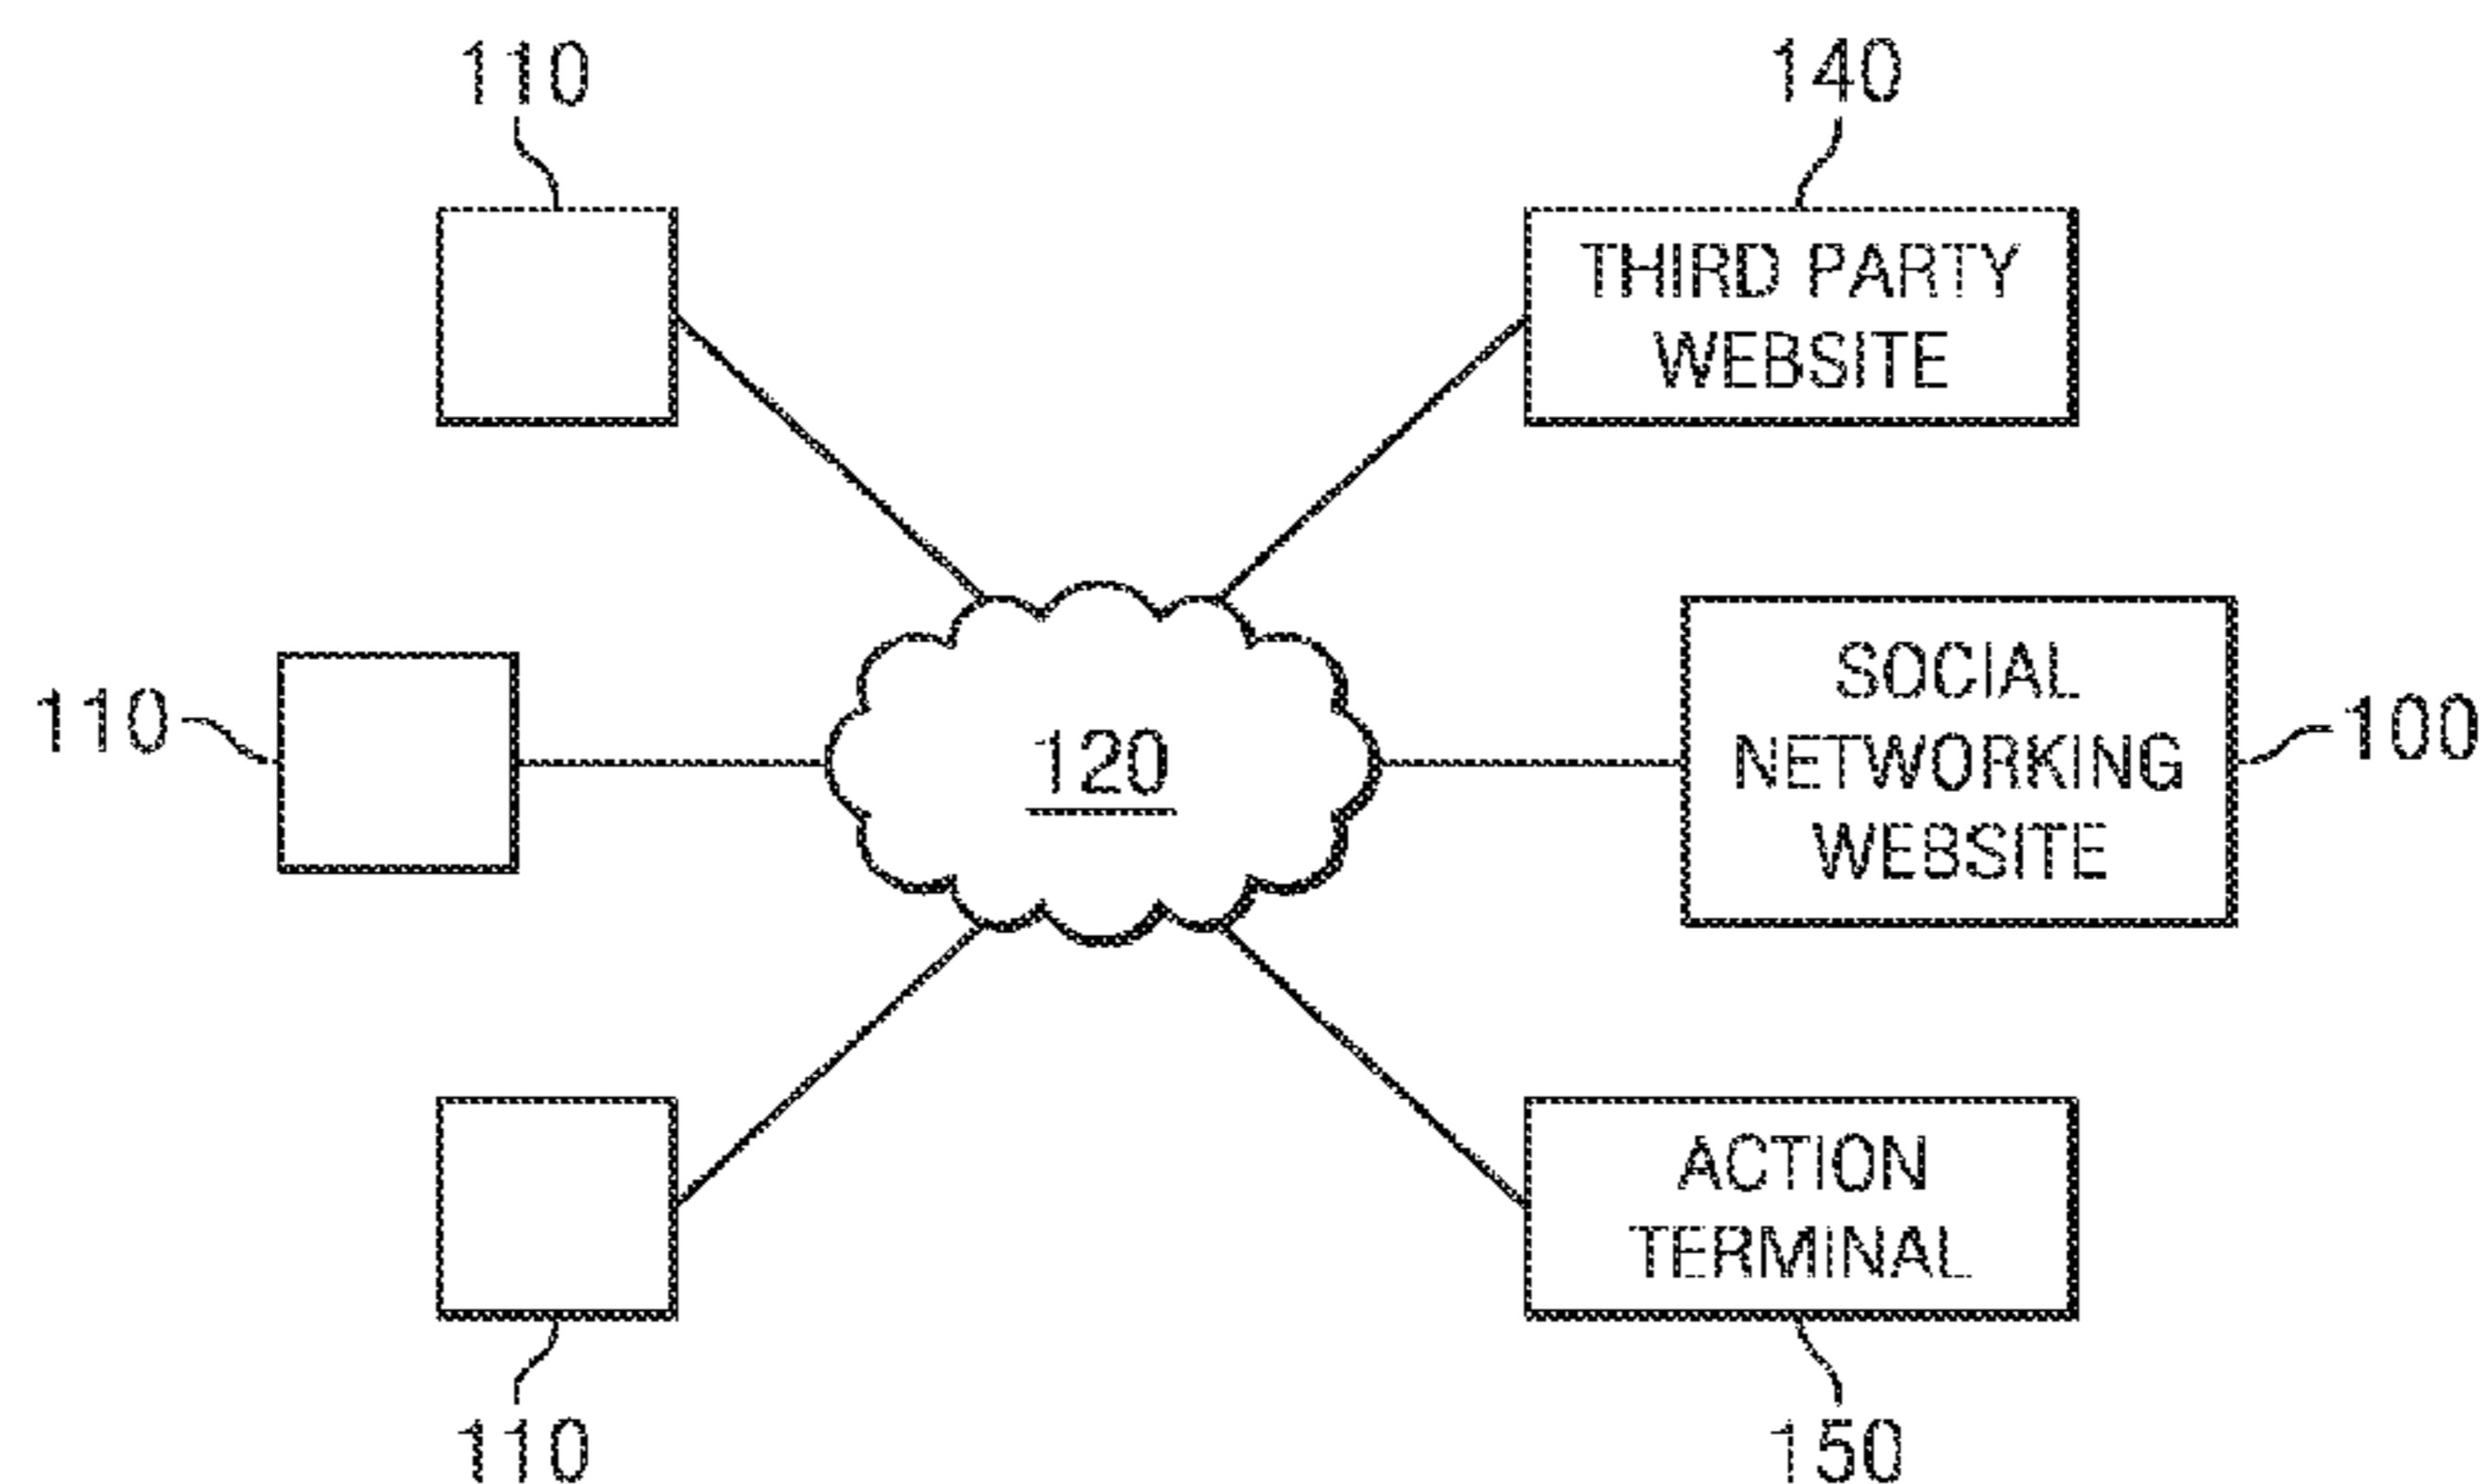 110
140
THIRD PARTY
WEBSITE
110
120
SOCIAL
NETWORKING
WEBSITE
100
ACTION
TERMINAL
110
150